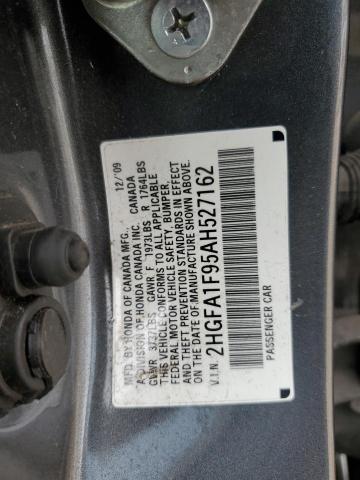 MFD. BY HONDA OF CANADA MFG., 12/'09
A DIVISION OF HONDA CANADA INC. CANADA
GVWR LBS GAWR F 1973LBS R 1764LBS
THIS VEHICLE CONFORMS TO ALL APPLICABLE
FEDERAL MOTOR VEHICLE SAFETY, BUMPER,
AND THEFT PREVENTION STANDARDS IN EFFECT
ON THE DATE OF MANUFACTURE SHOWN ABOVE.
V.I.N. 2HGFA1F95AH527162
PASSENGER CAR